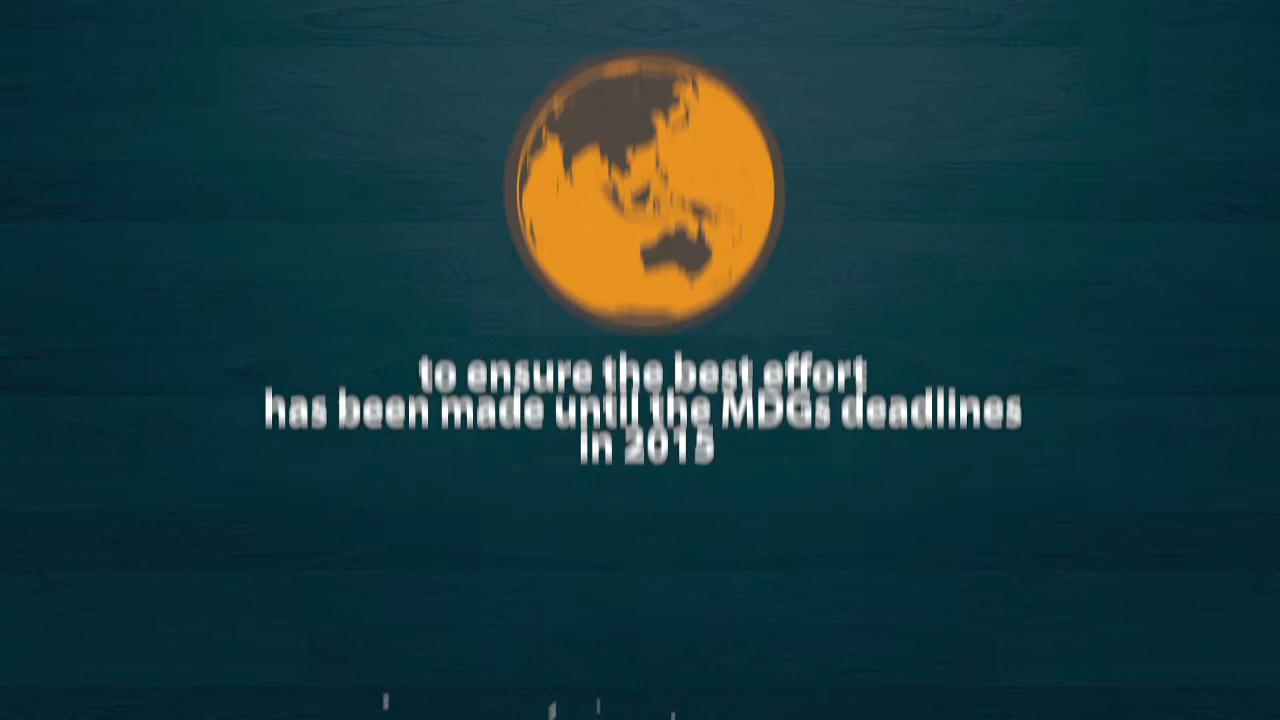 to ensure the best effort
has been made until the MDGs deadlines
in 2015